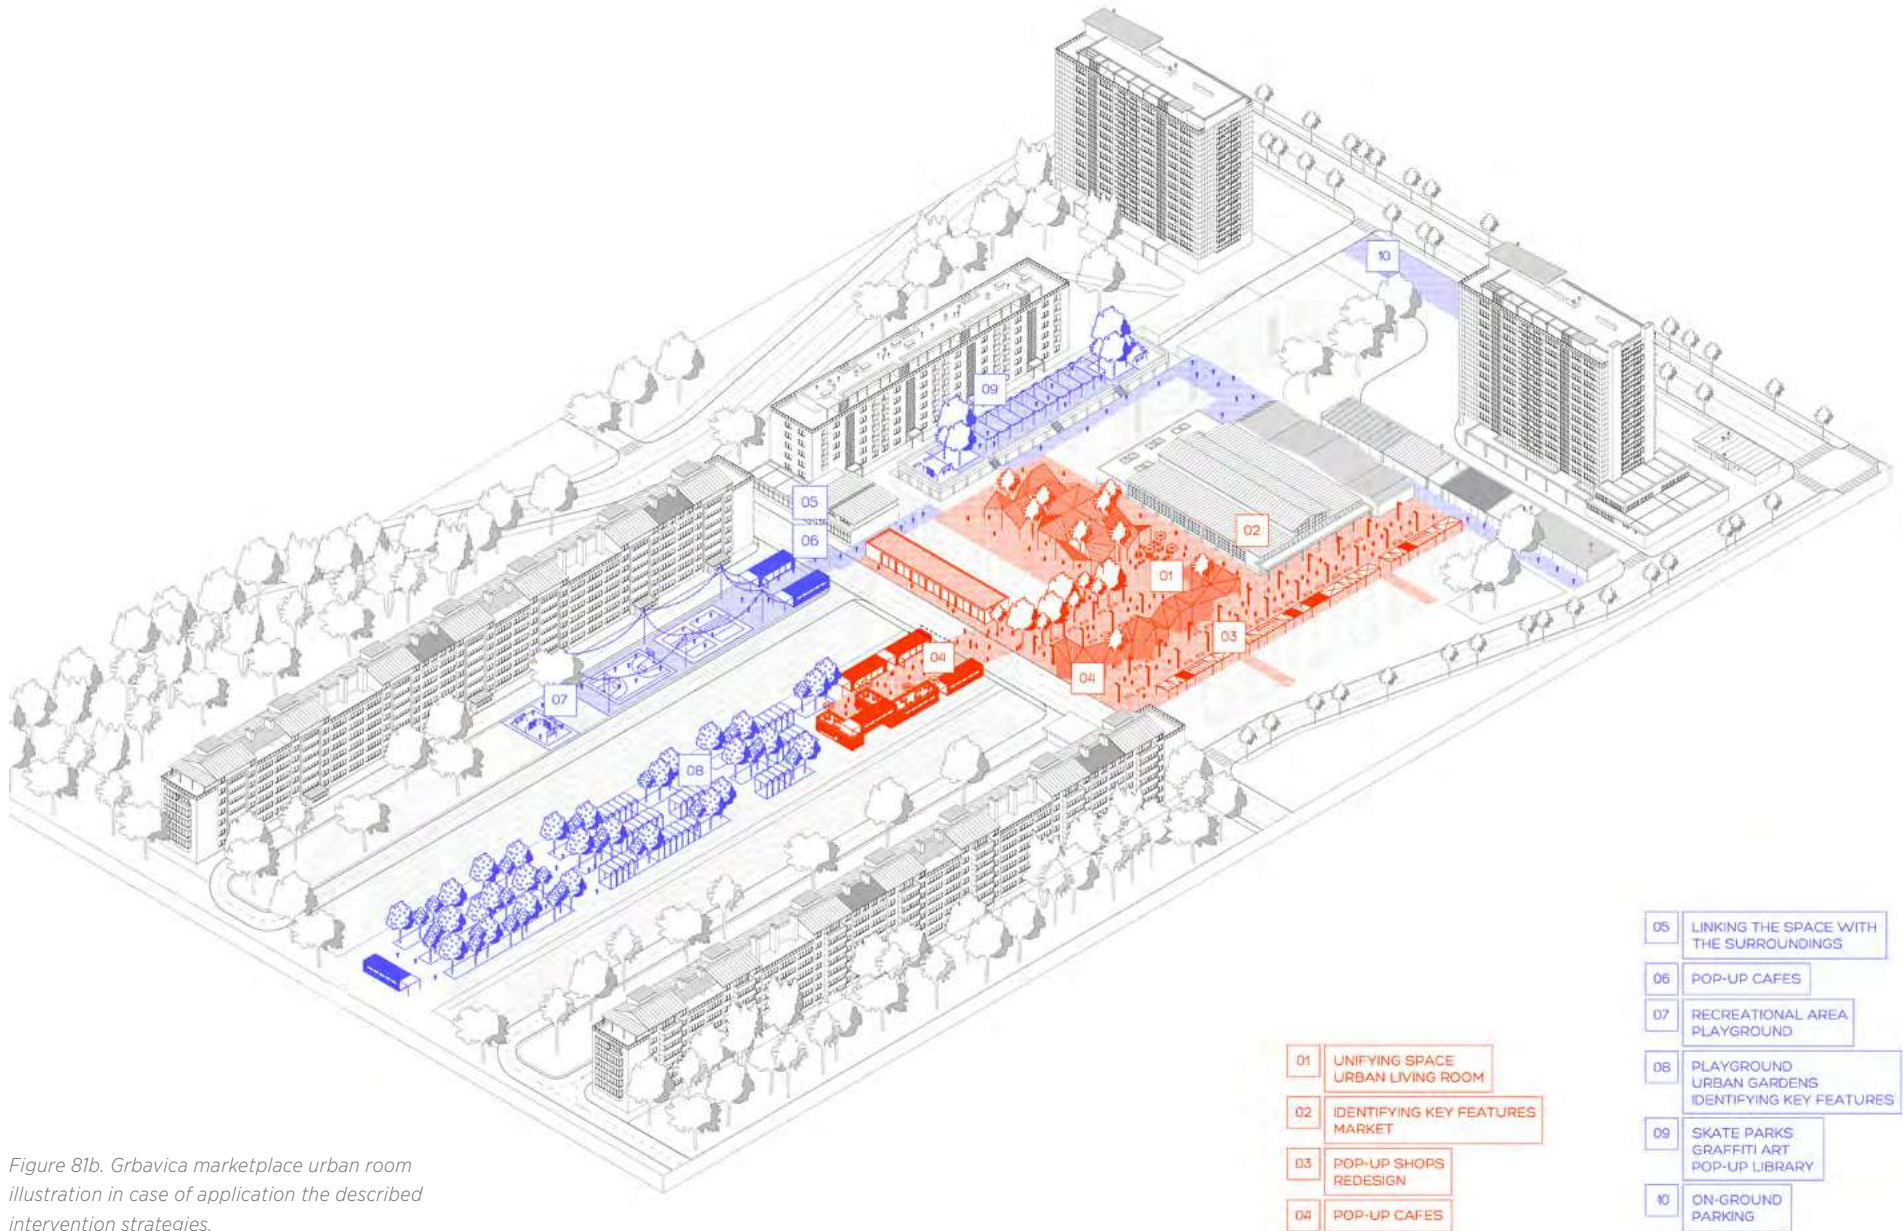 10
09
05
02
06
01
03
04
04
07
08
01 UNIFYING SPACE
URBAN LIVING ROOM
02 IDENTIFYING KEY FEATURES
MARKET
03 POP-UP SHOPS
REDESIGN
04 POP-UP CAFES
05 LINKING THE SPACE WITH
THE SURROUNDINGS
06 POP-UP CAFES
07 RECREATIONAL AREA
PLAYGROUND
08 PLAYGROUND
URBAN GARDENS
IDENTIFYING KEY FEATURES
09 SKATE PARKS
GRAFFITI ART
POP-UP LIBRARY
10 ON-GROUND
PARKING
Figure 81b. Grbavica marketplace urban room
illustration in case of application the described
intervention strategies.